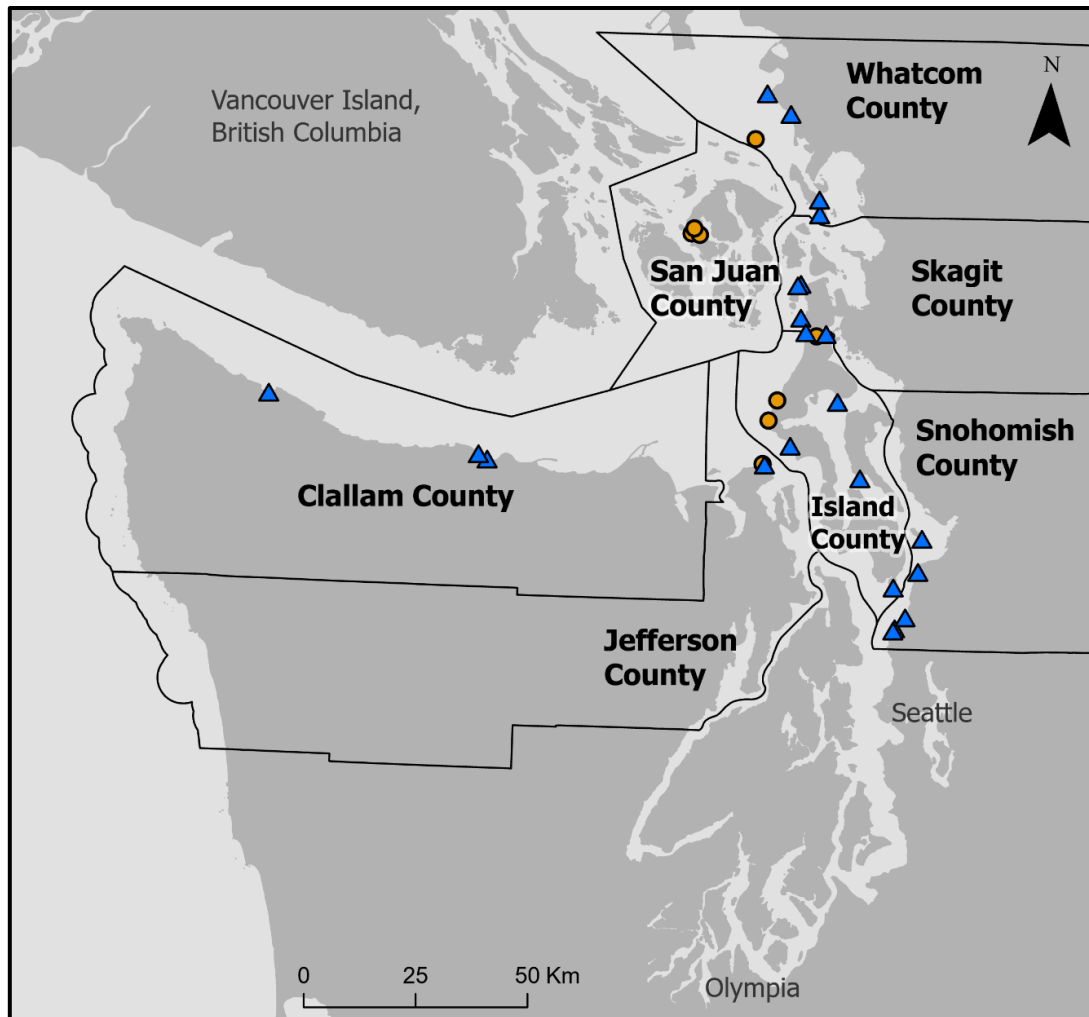 Whatcom
County
N
Vancouver Island,
British Columbia
San Juan
County
Skagit
County
Snohomish
County
Clallam County
Island
County
Jefferson
County
Seattle
0 25 50 Km
Olympia